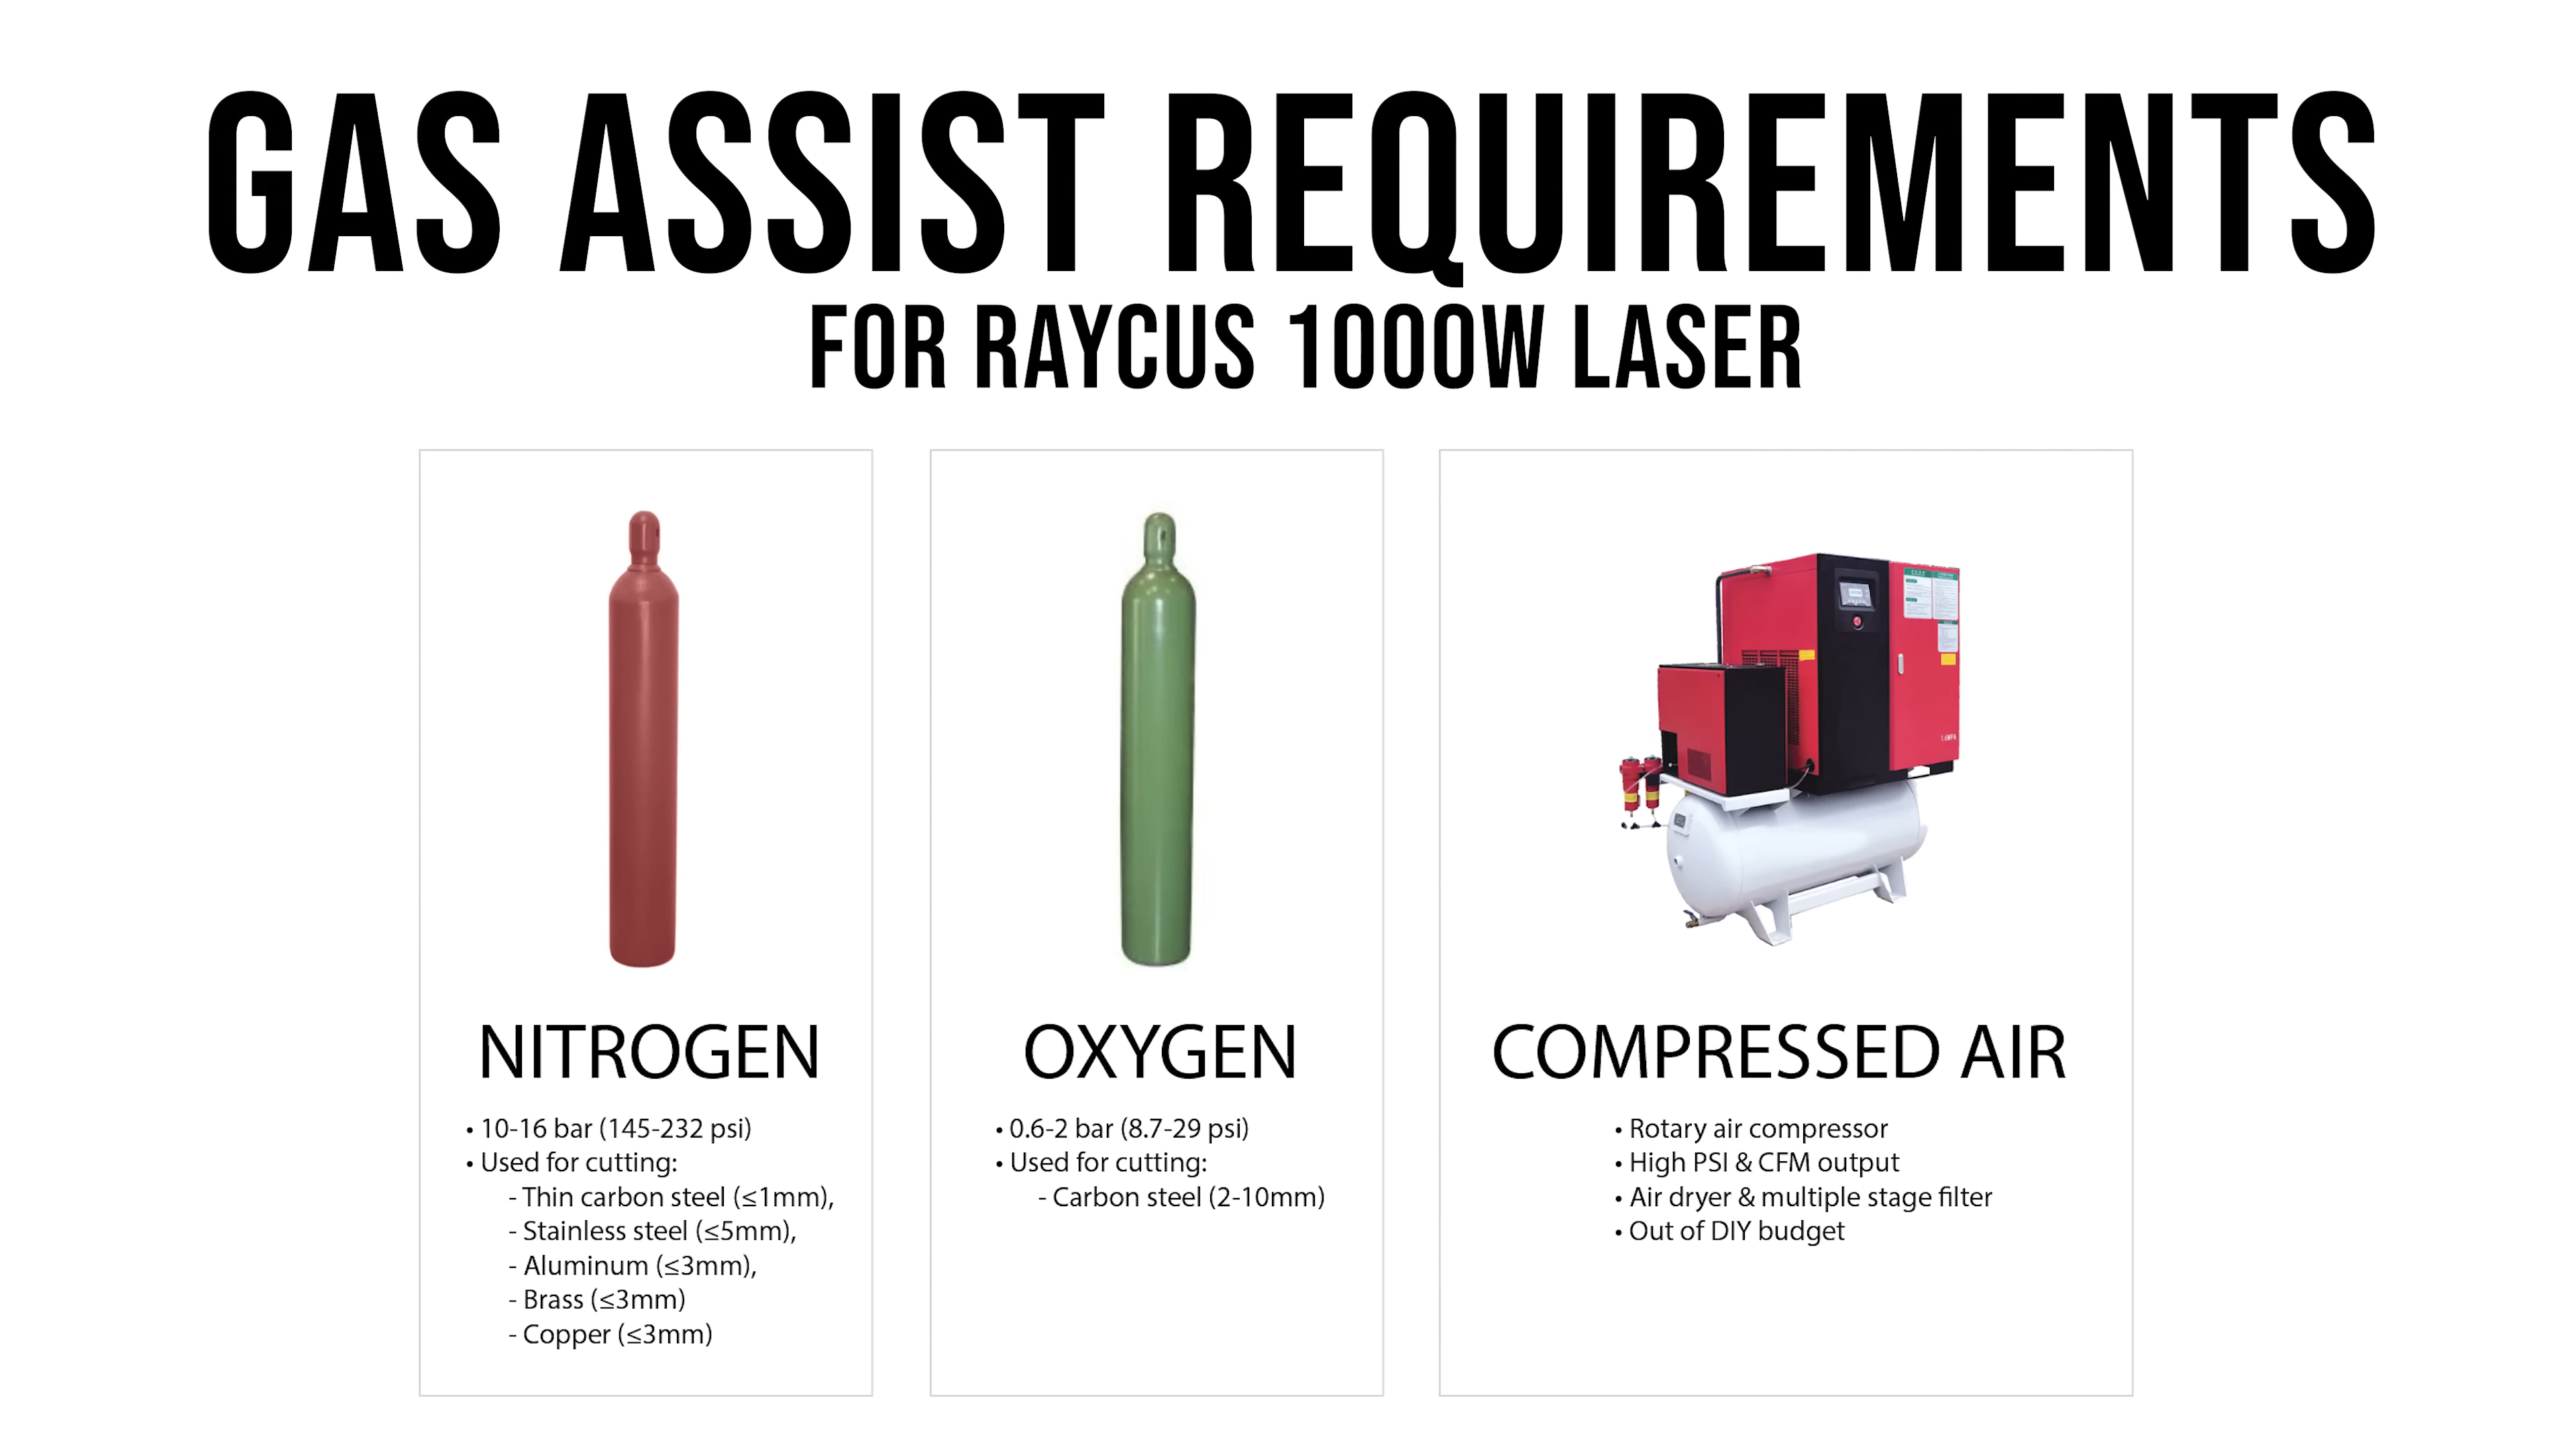 GAS ASSIST REQUIREMENTS
FOR RAYCUS 1000W LASER
NITROGEN
• 10-16 bar (145-232 psi)
• Used for cutting:
- Thin carbon steel (≤1mm),
- Stainless steel (≤5mm),
- Aluminum (≤3mm),
- Brass (≤3mm)
- Copper (≤3mm)
OXYGEN
• 0.6-2 bar (8.7-29 psi)
• Used for cutting:
- Carbon steel (2-10mm)
COMPRESSED AIR
• Rotary air compressor
• High PSI & CFM output
• Air dryer & multiple stage filter
• Out of DIY budget